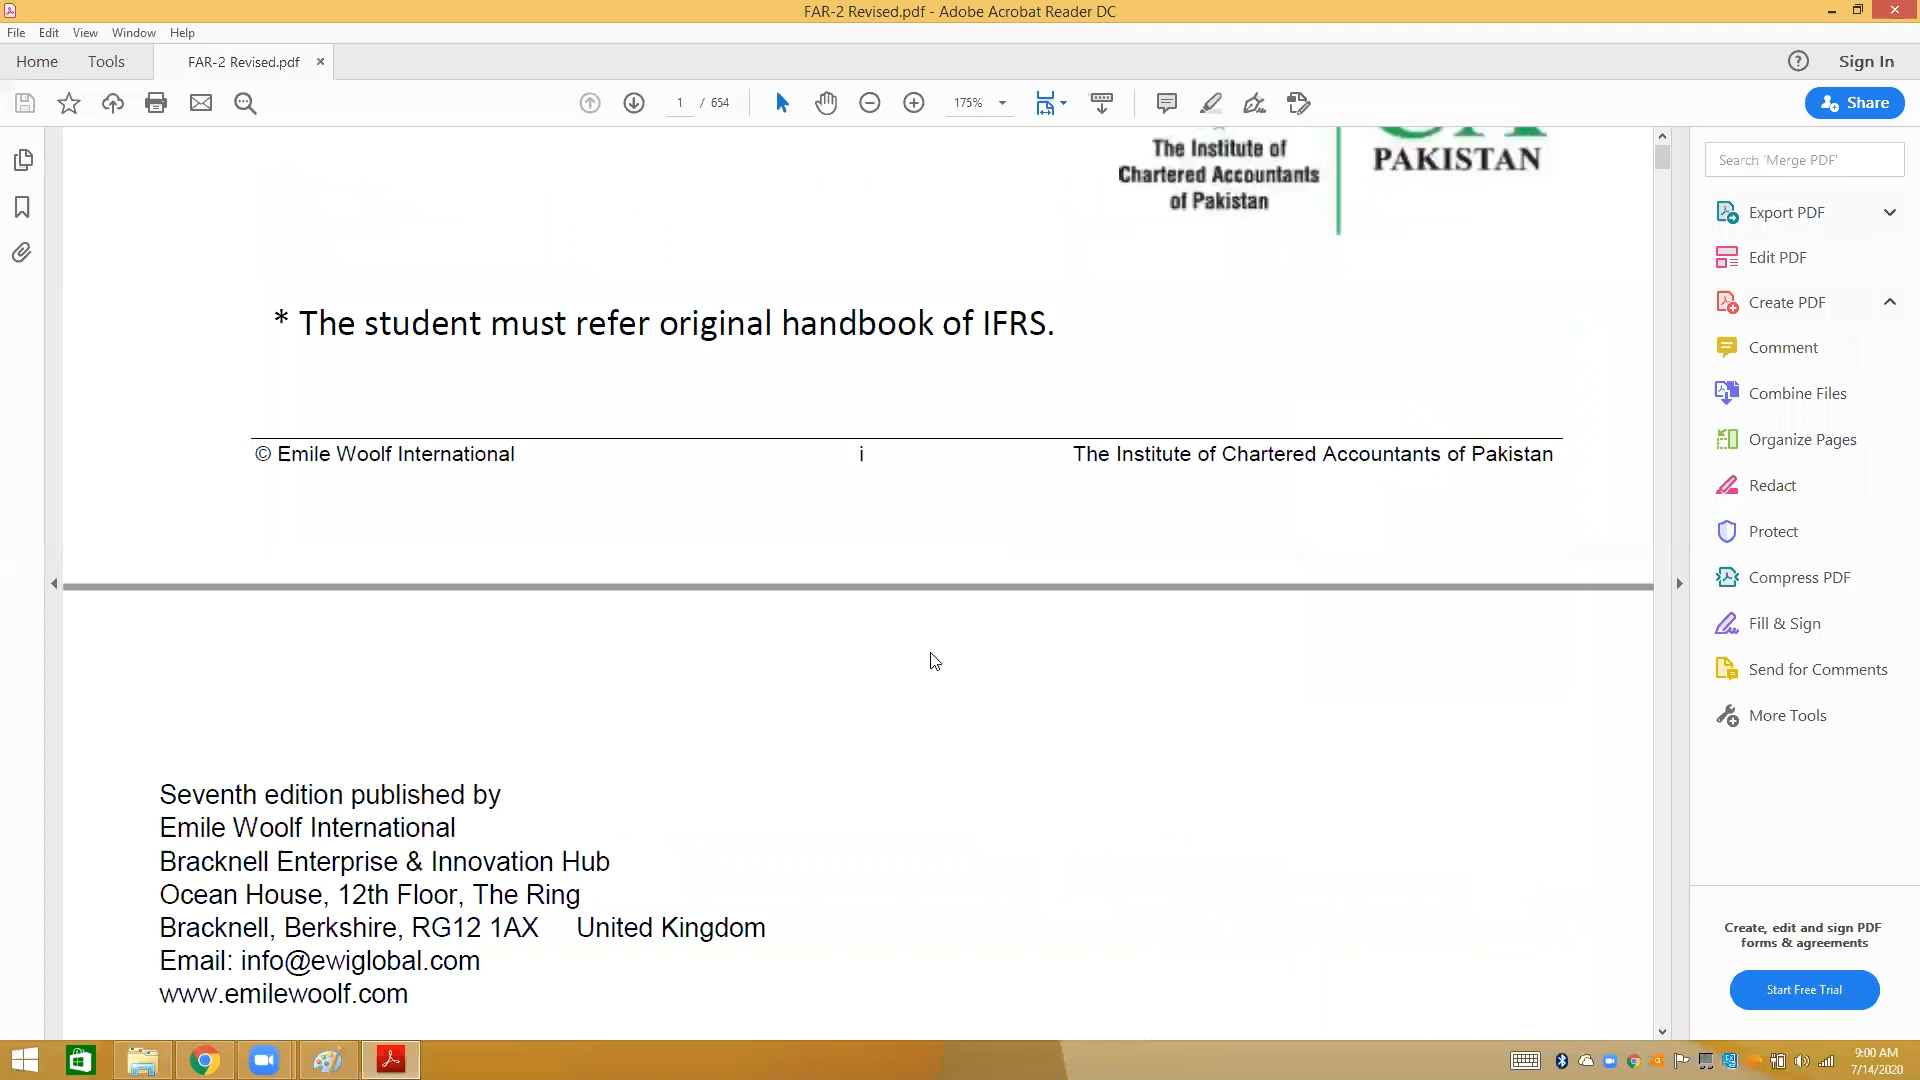 FAR-2 Revised.pdf - Adobe Acrobat Reader DC
File Edit View Window Help
Home Tools FAR-2 Revised.pdf × Sign In
1 / 654 175% Share
The Institute of
Chartered Accountants
of Pakistan
PAKISTAN
* The student must refer original handbook of IFRS.
© Emile Woolf International i The Institute of Chartered Accountants of Pakistan
Seventh edition published by
Emile Woolf International
Bracknell Enterprise & Innovation Hub
Ocean House, 12th Floor, The Ring
Bracknell, Berkshire, RG12 1AX United Kingdom
Email: info@ewiglobal.com
www.emilewoolf.com
Search 'Merge PDF'
Export PDF
Edit PDF
Create PDF
Comment
Combine Files
Organize Pages
Redact
Protect
Compress PDF
Fill & Sign
Send for Comments
More Tools
Create, edit and sign PDF
forms & agreements
Start Free Trial
9:00 AM
7/14/2020